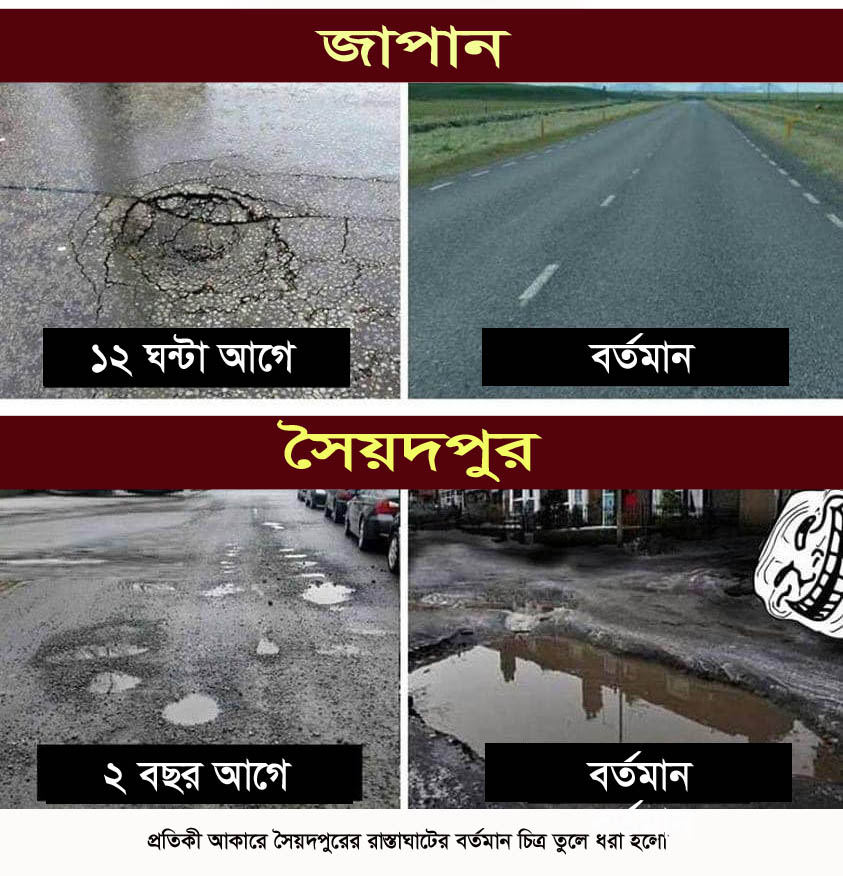 জাপান
১২ ঘন্টা আগে
বর্তমান
সৈয়দপুর
২ বছর আগে
বর্তমান
প্রতিকী আকারে সৈয়দপুরের রাস্তাঘাটের বর্তমান চিত্র তুলে ধরা হলো